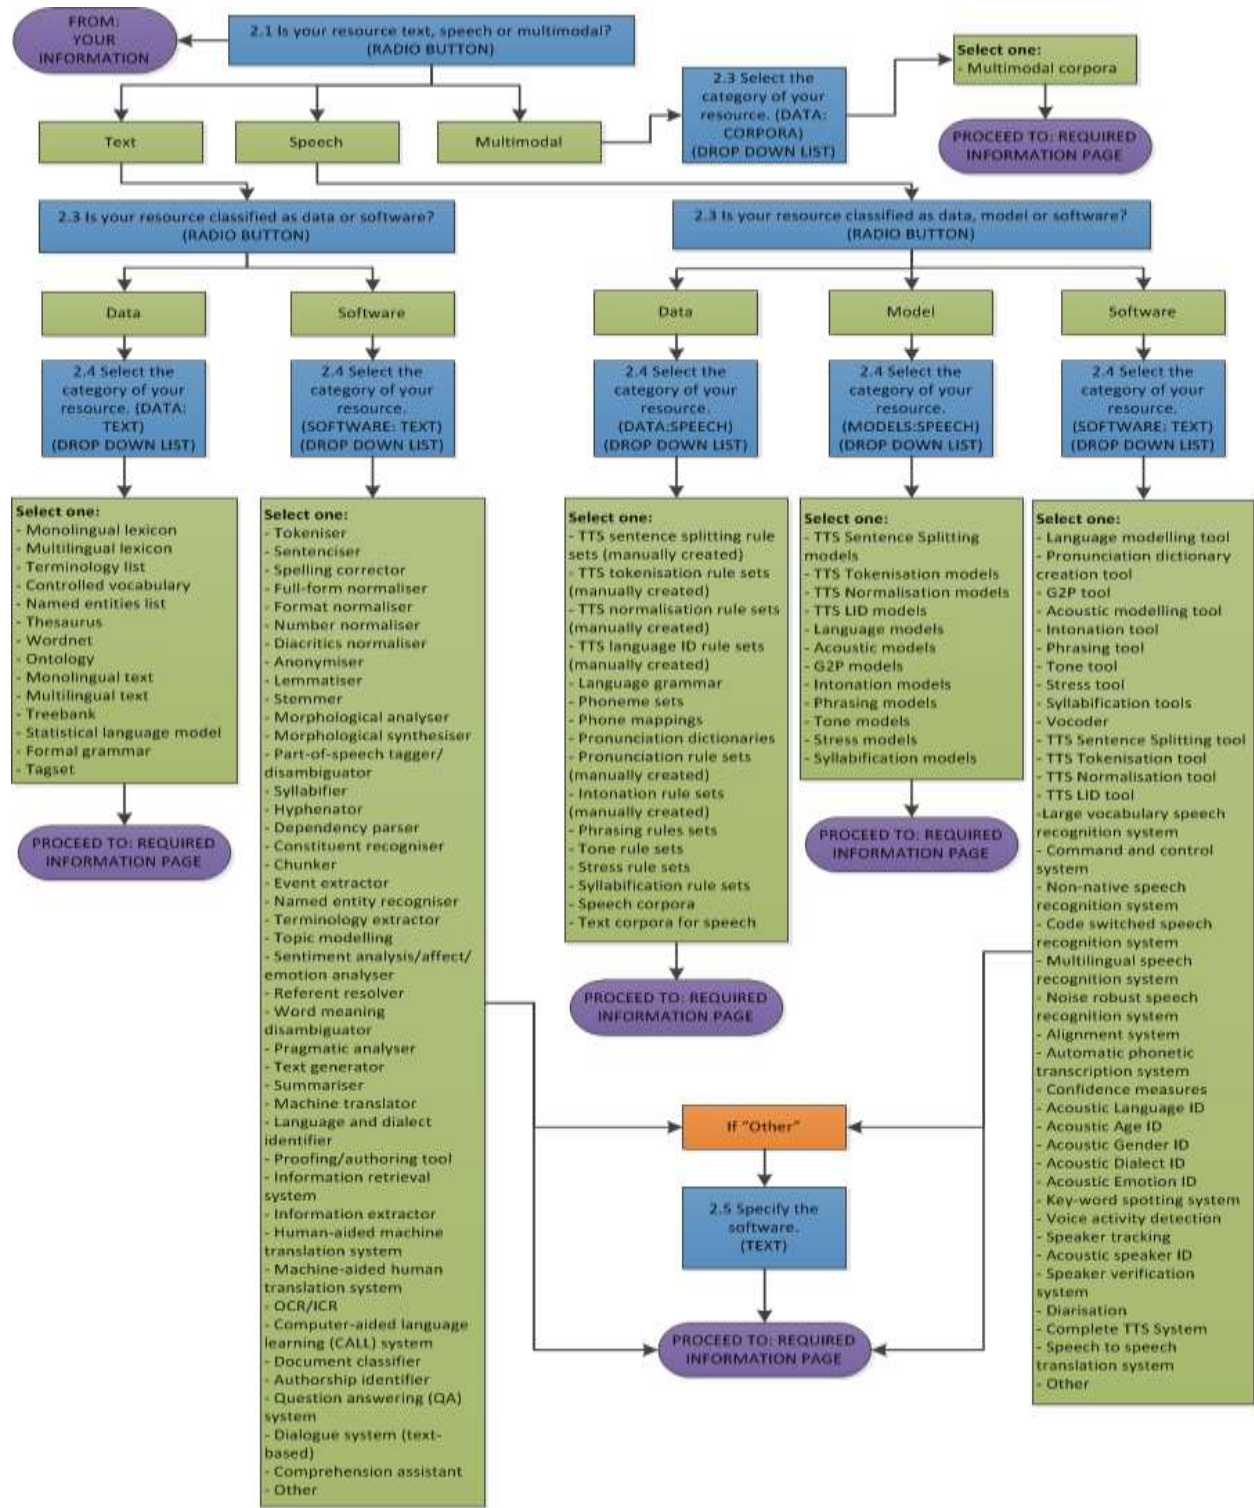 FROM:
YOUR
INFORMATION
2.1 Is your resource text, speech or multimodal?
(RADIO BUTTON)
Select one:
- Multimodal corpora
2.3 Select the
category of your
resource. (DATA:
CORPORA)
(DROP DOWN LIST)
PROCEED TO: REQUIRED
INFORMATION PAGE
Text
Speech
Multimodal
2.3 Is your resource classified as data or software?
(RADIO BUTTON)
2.3 Is your resource classified as data, model or software?
(RADIO BUTTON)
Data
Software
Data
Model
Software
2.4 Select the
category of your
resource. (DATA:
TEXT)
(DROP DOWN LIST)
2.4 Select the
category of your
resource.
(SOFTWARE: TEXT)
(DROP DOWN LIST)
2.4 Select the
category of your
resource.
(DATA:SPEECH)
(DROP DOWN LIST)
2.4 Select the
category of your
resource.
(MODELS:SPEECH)
(DROP DOWN LIST)
2.4 Select the
category of your
resource.
(SOFTWARE: TEXT)
(DROP DOWN LIST)
Select one:
- Monolingual lexicon
- Multilingual lexicon
- Terminology list
- Controlled vocabulary
- Named entities list
- Thesaurus
- Wordnet
- Ontology
- Monolingual text
- Multilingual text
- Treebank
- Statistical language model
- Formal grammar
- Tagset
PROCEED TO: REQUIRED
INFORMATION PAGE
Select one:
- Tokeniser
- Sentenciser
- Spelling corrector
- Full-form normaliser
- Format normaliser
- Number normaliser
- Diacritics normaliser
- Anonymiser
- Lemmatiser
- Stemmer
- Morphological analyser
- Morphological synthesiser
- Part-of-speech tagger/
disambiguator
- Syllabifier
- Hyphenator
- Dependency parser
- Constituent recogniser
- Chunker
- Event extractor
- Named entity recogniser
- Terminology extractor
- Topic modelling
- Sentiment analysis/affect/
emotion analyser
- Referent resolver
- Word meaning
disambiguator
- Pragmatic analyser
- Text generator
- Summariser
- Machine translator
- Language and dialect
identifier
- Proofing/authoring tool
- Information retrieval
system
- Information extractor
- Human-aided machine
translation system
- Machine-aided human
translation system
- OCR/ICR
- Computer-aided language
learning (CALL) system
- Document classifier
- Authorship identifier
- Question answering (QA)
system
- Dialogue system (text-
based)
- Comprehension assistant
- Other
Select one:
- TTS sentence splitting rule
sets (manually created)
- TTS tokenisation rule sets
(manually created)
- TTS normalisation rule sets
(manually created)
- TTS language ID rule sets
(manually created)
- Language grammar
- Phoneme sets
- Phone mappings
- Pronunciation dictionaries
- Pronunciation rule sets
(manually created)
- Intonation rule sets
(manually created)
- Phrasing rules sets
- Tone rule sets
- Stress rule sets
- Syllabification rule sets
- Speech corpora
- Text corpora for speech
PROCEED TO: REQUIRED
INFORMATION PAGE
Select one:
- TTS Sentence Splitting
models
- TTS Tokenisation models
- TTS Normalisation models
- TTS LID models
- Language models
- Acoustic models
- G2P models
- Intonation models
- Phrasing models
- Tone models
- Stress models
- Syllabification models
PROCEED TO: REQUIRED
INFORMATION PAGE
Select one:
- Language modelling tool
- Pronunciation dictionary
creation tool
- G2P tool
- Acoustic modelling tool
- Intonation tool
- Phrasing tool
- Tone tool
- Stress tool
- Syllabification tools
- Vocoder
- TTS Sentence Splitting tool
- TTS Tokenisation tool
- TTS Normalisation tool
- TTS LID tool
-Large vocabulary speech
recognition system
- Command and control
system
- Non-native speech
recognition system
- Code switched speech
recognition system
- Multilingual speech
recognition system
- Noise robust speech
recognition system
- Alignment system
- Automatic phonetic
transcription system
- Confidence measures
- Acoustic Language ID
- Acoustic Age ID
- Acoustic Gender ID
- Acoustic Dialect ID
- Acoustic Emotion ID
- Key-word spotting system
- Voice activity detection
- Speaker tracking
- Acoustic speaker ID
- Speaker verification
system
- Diarisation
- Complete TTS System
- Speech to speech
translation system
- Other
If "Other"
2.5 Specify the
software.
(TEXT)
PROCEED TO: REQUIRED
INFORMATION PAGE